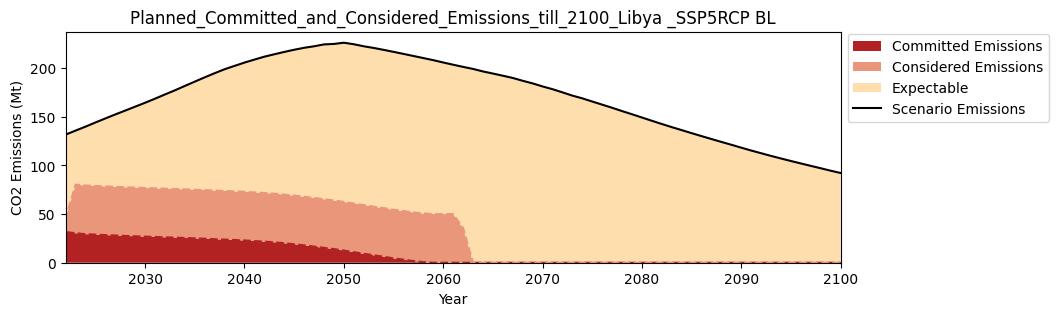 Planned_Committed_and_Considered_Emissions_till_2100_Libya _SSP5RCP BL
Committed Emissions
Considered Emissions
Expectable
Scenario Emissions
CO2 Emissions (Mt)
200
150
100
50
0
2030 2040 2050 2060 2070 2080 2090 2100
Year